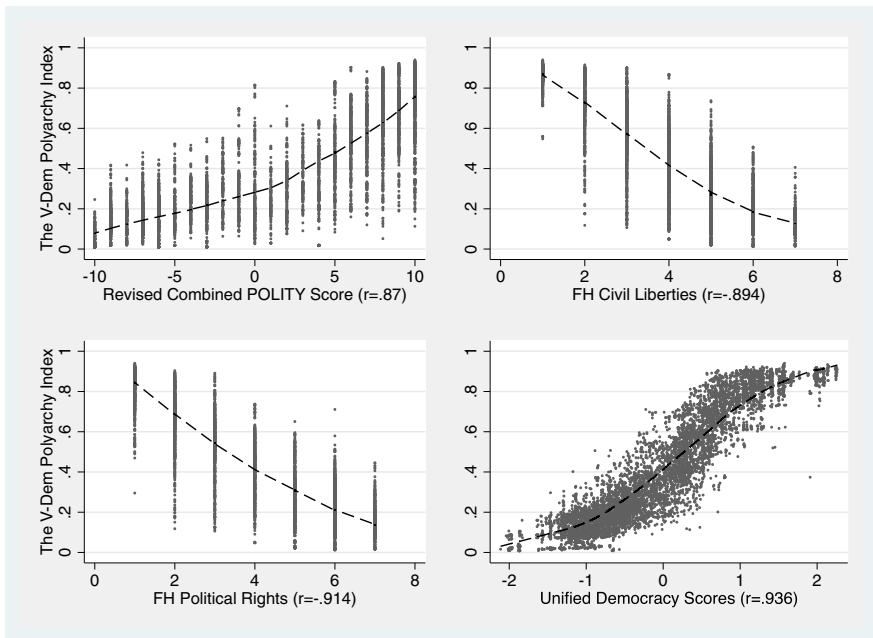 The V-Dem Polyarchy Index
1
.8
.6
.4
.2
0
-10 -5 0 5 10
Revised Combined POLITY Score (r=.87)
1
.8
.6
.4
.2
0
0 2 4 6 8
FH Civil Liberties (r=-.894)
The V-Dem Polyarchy Index
1
.8
.6
.4
.2
0
0 2 4 6 8
FH Political Rights (r=-.914)
1
.8
.6
.4
.2
0
-2 -1 0 1 2
Unified Democracy Scores (r=.936)